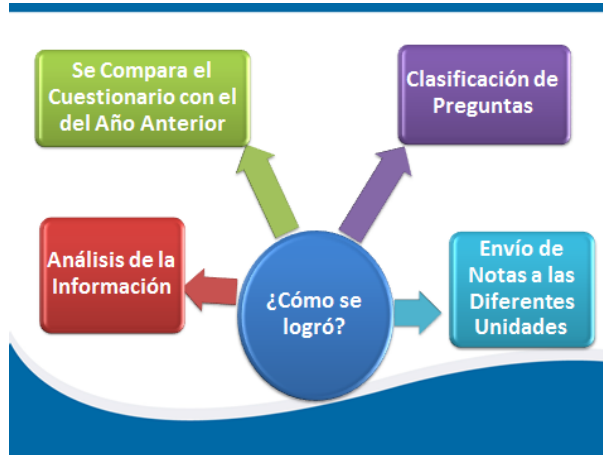 Se Compara el
Cuestionario con el
del Año Anterior
Clasificación de
Preguntas
Análisis de la
Información
¿Cómo se
logró?
Envío de
Notas a las
Diferentes
Unidades